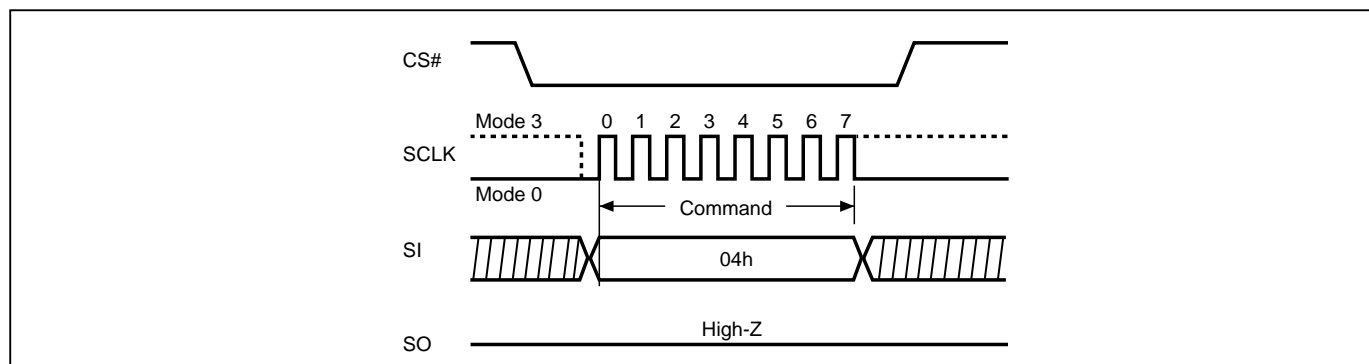 CS#
Mode 3
0 1 2 3 4 5 6 7
SCLK
Mode 0
Command
SI
04h
High-Z
SO